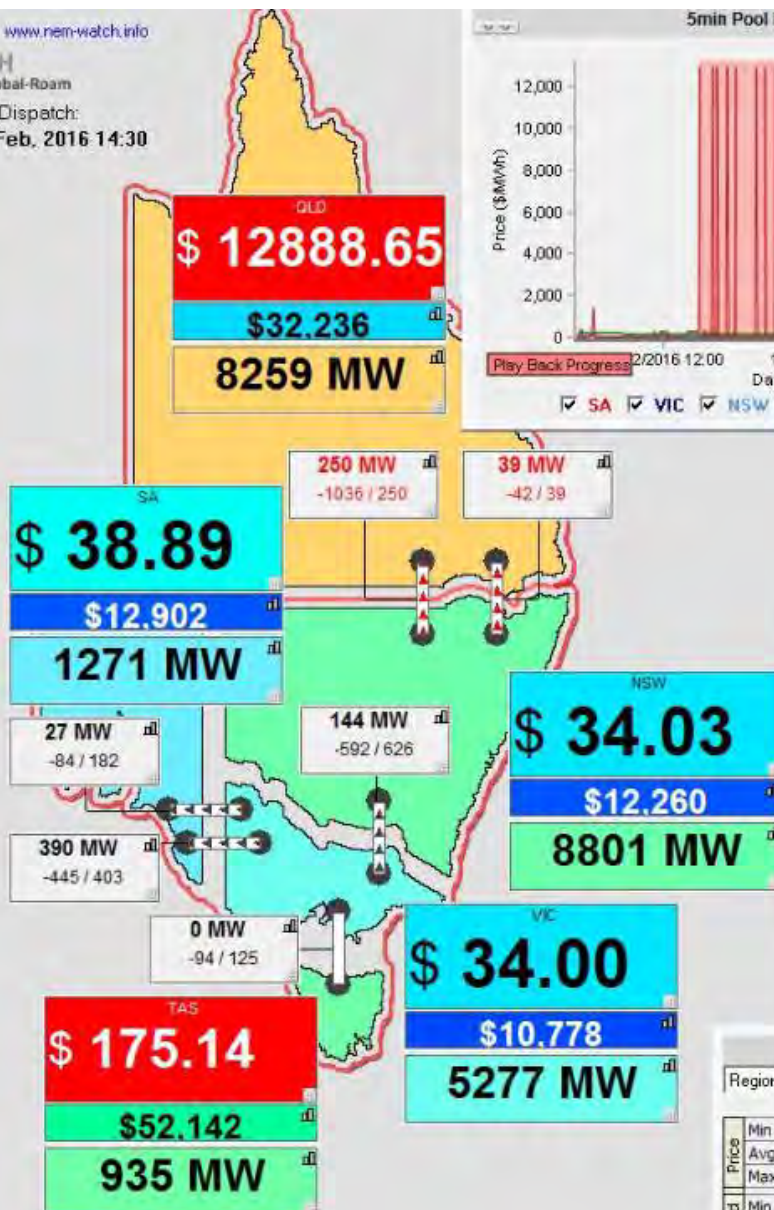 www.nem-watch.info
Dispatch:
Feb, 2016 14:30
5min Pool
12,000
10,000
8,000
6,000
4,000
2,000
0
Price ($/MWh)
Play Back Progress
2/2016 12:00
SA VIC NSW
QLD
$ 12888.65
$32,236
8259 MW
250 MW
-1036 / 250
39 MW
-42 / 39
SA
$ 38.89
$12,902
1271 MW
27 MW
-84 / 182
390 MW
-445 / 403
144 MW
-592 / 626
NSW
$ 34.03
$12,260
8801 MW
0 MW
-94 / 125
VIC
$ 34.00
$10,778
5277 MW
TAS
$ 175.14
$52,142
935 MW
Region
Price
Min
Avg
Max
Min